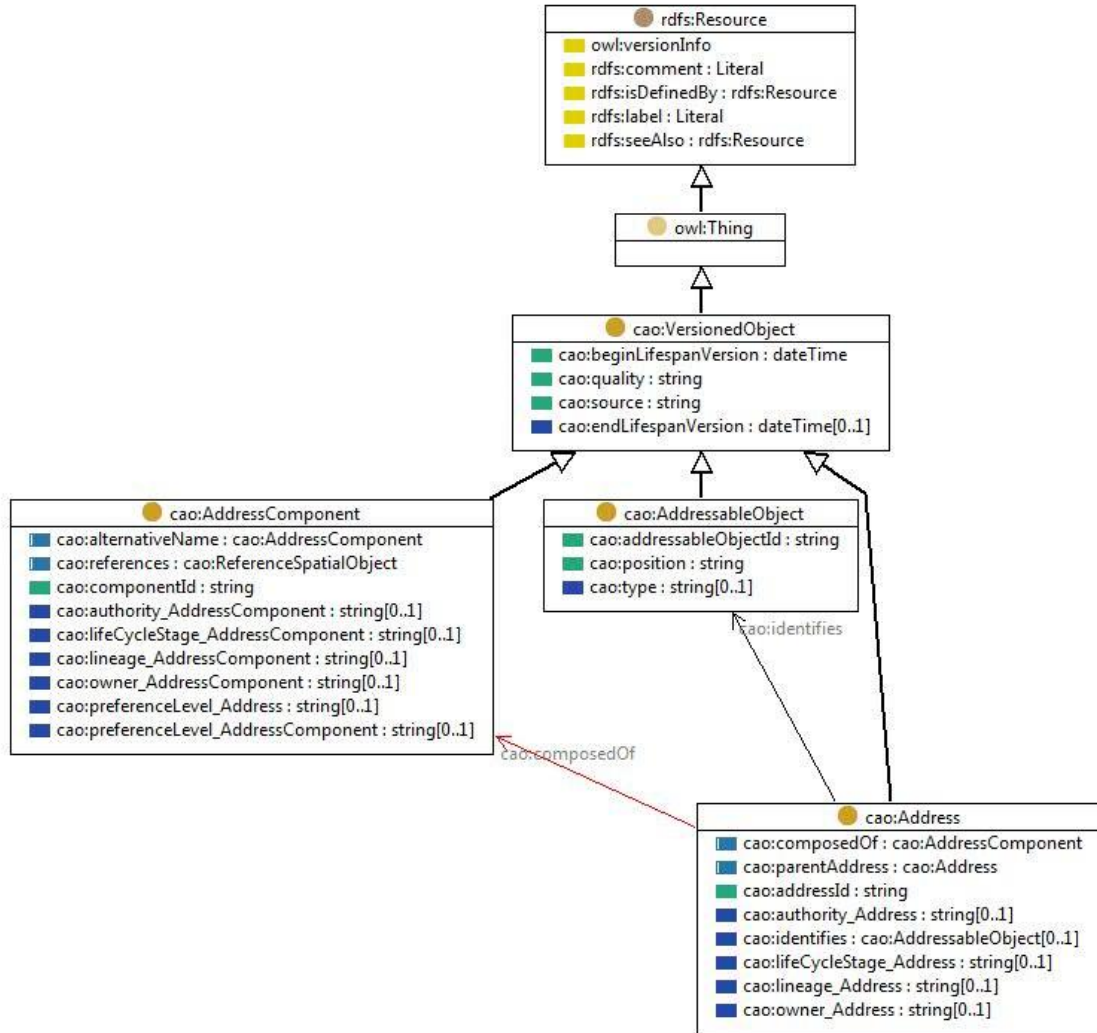 rdfs:Resource
owl:versionInfo
rdfs:comment : Literal
rdfs:isDefinedBy : rdfs:Resource
rdfs:label : Literal
rdfs:seeAlso : rdfs:Resource
owl:Thing
cao:VersionedObject
cao:beginLifespanVersion : dateTime
cao:quality : string
cao:source : string
cao:endLifespanVersion : dateTime[0..1]
cao:AddressComponent
cao:alternativeName : cao:AddressComponent
cao:references : cao:ReferenceSpatialObject
cao:componentId : string
cao:authority_AddressComponent : string[0..1]
cao:lifeCycleStage_AddressComponent : string[0..1]
cao:lineage_AddressComponent : string[0..1]
cao:owner_AddressComponent : string[0..1]
cao:preferenceLevel_Address : string[0..1]
cao:preferenceLevel_AddressComponent : string[0..1]
cao:AddressableObject
cao:addressableObjectId : string
cao:position : string
cao:type : string[0..1]
cao:identifies
cao:composedOf
cao:Address
cao:composedOf : cao:AddressComponent
cao:parentAddress : cao:Address
cao:addressId : string
cao:authority_Address : string[0..1]
cao:identifies : cao:AddressableObject[0..1]
cao:lifeCycleStage_Address : string[0..1]
cao:lineage_Address : string[0..1]
cao:owner_Address : string[0..1]